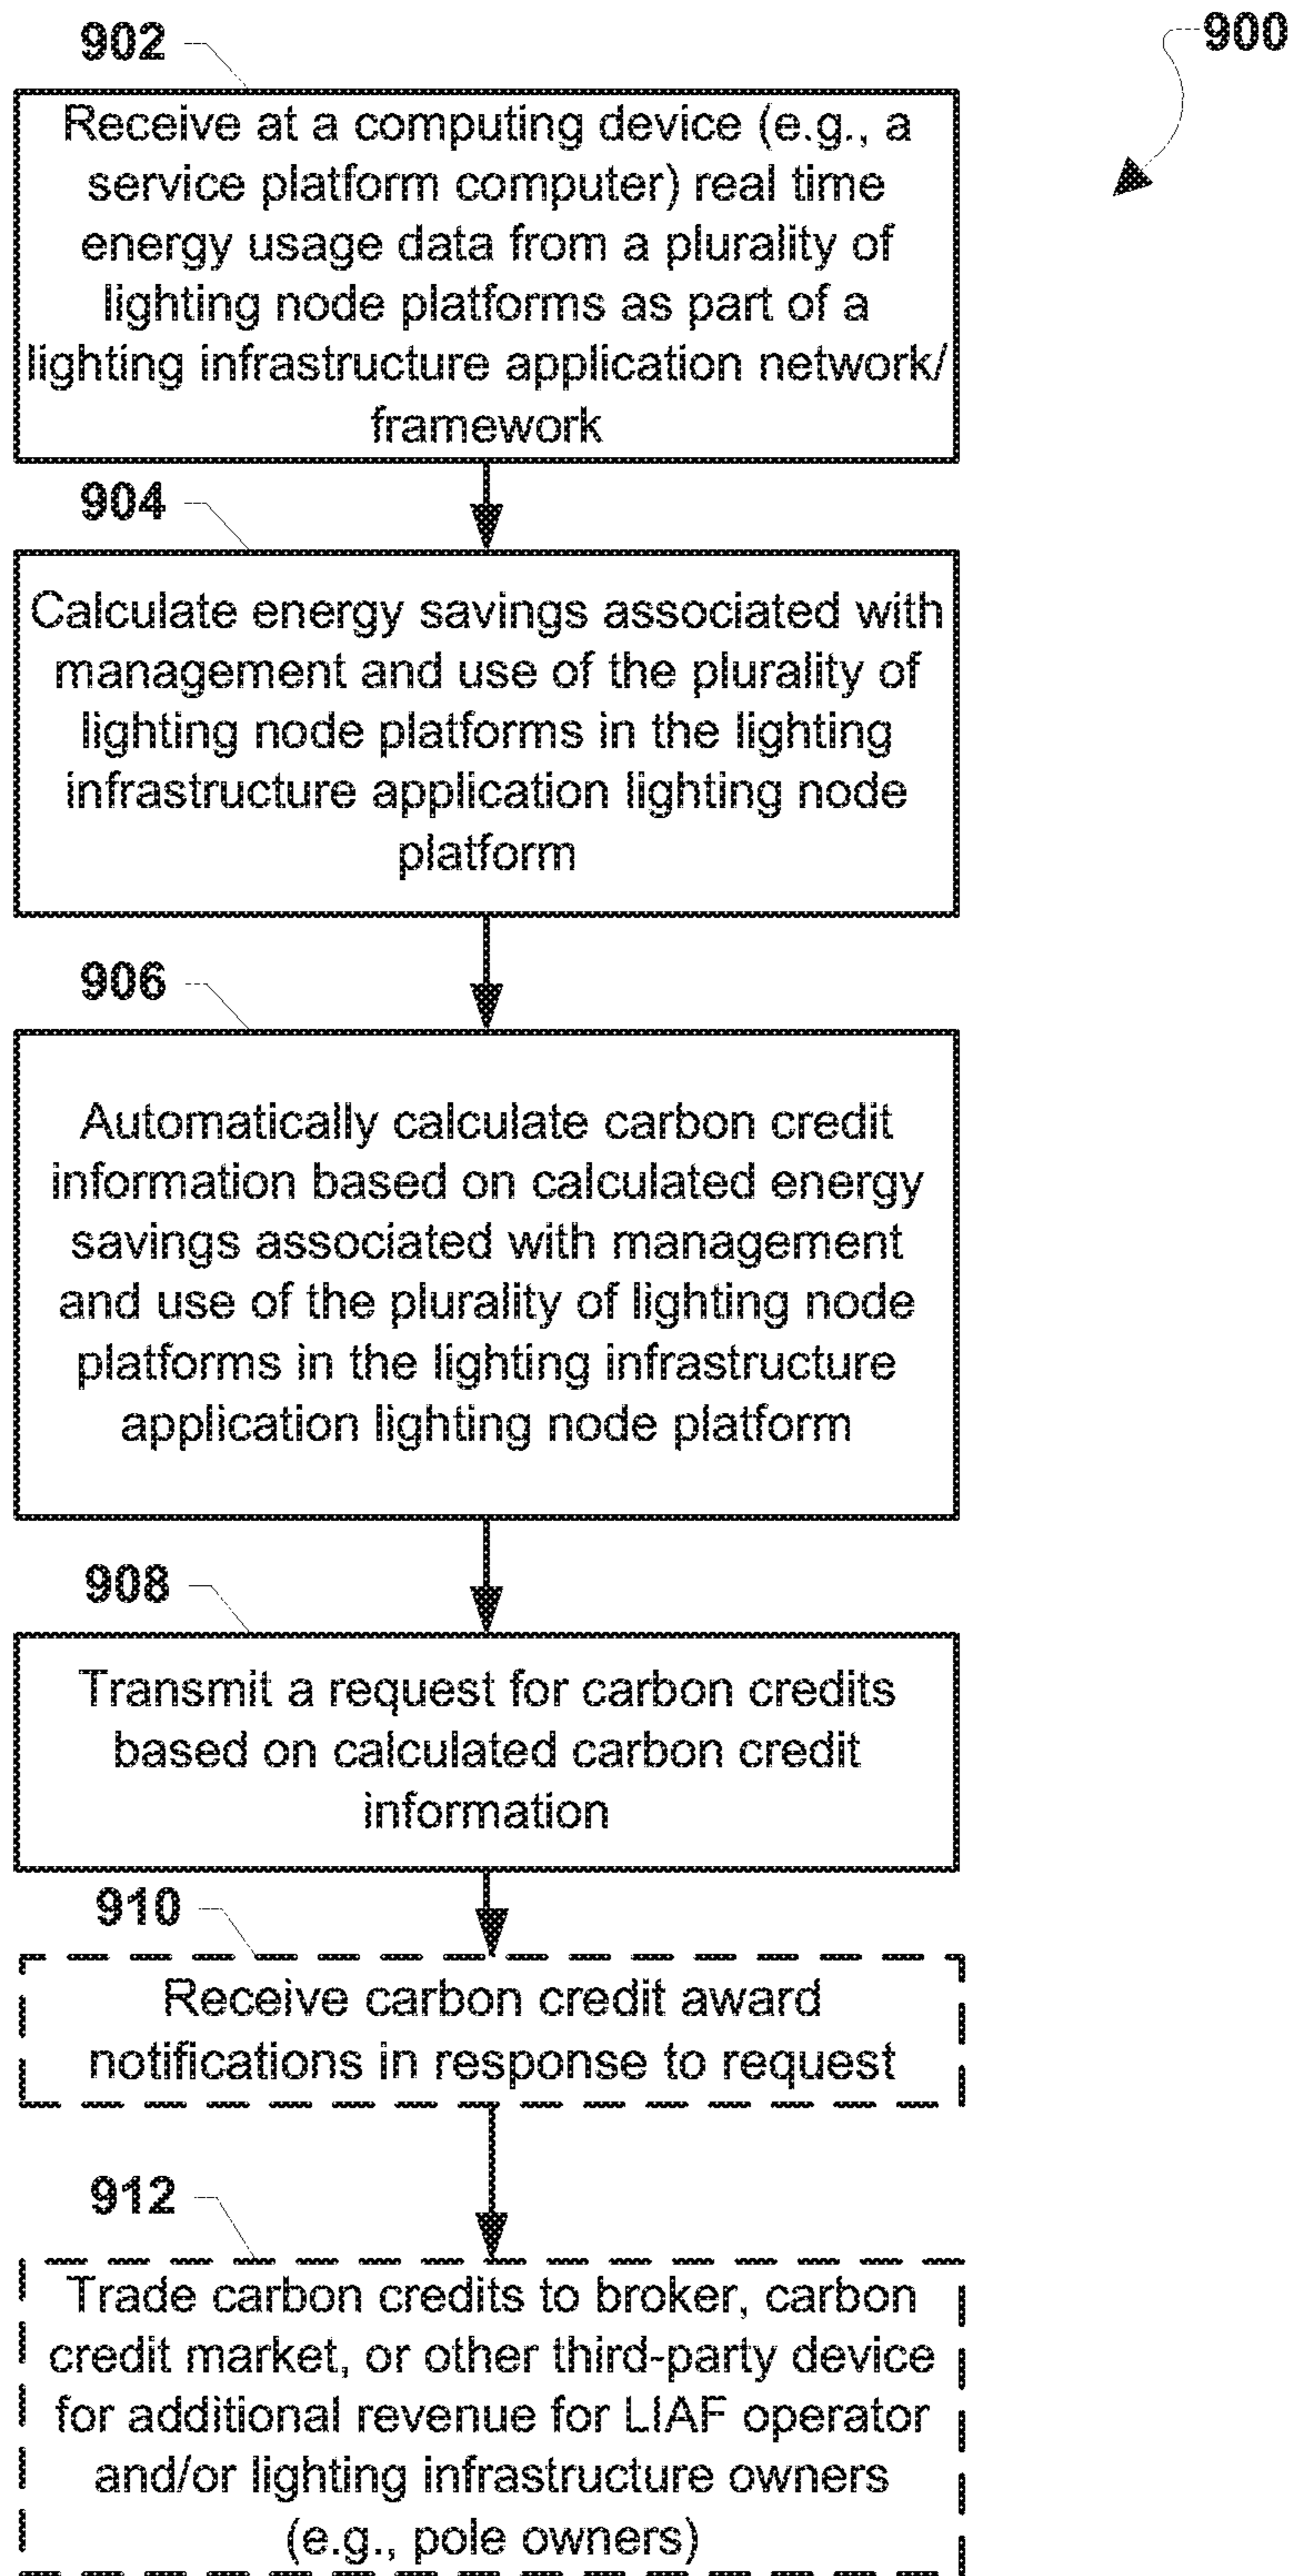 902
900
Receive at a computing device (e.g., a
service platform computer) real time
energy usage data from a plurality of
lighting node platforms as part of a
lighting infrastructure application network/
framework
904
Calculate energy savings associated with
management and use of the plurality of
lighting node platforms in the lighting
infrastructure application lighting node
platform
906
Automatically calculate carbon credit
information based on calculated energy
savings associated with management
and use of the plurality of lighting node
platforms in the lighting infrastructure
application lighting node platform
908
Transmit a request for carbon credits
based on calculated carbon credit
information
910
Receive carbon credit award
notifications in response to request
912
Trade carbon credits to broker, carbon
credit market, or other third-party device
for additional revenue for LIAF operator
and/or lighting infrastructure owners
(e.g., pole owners)